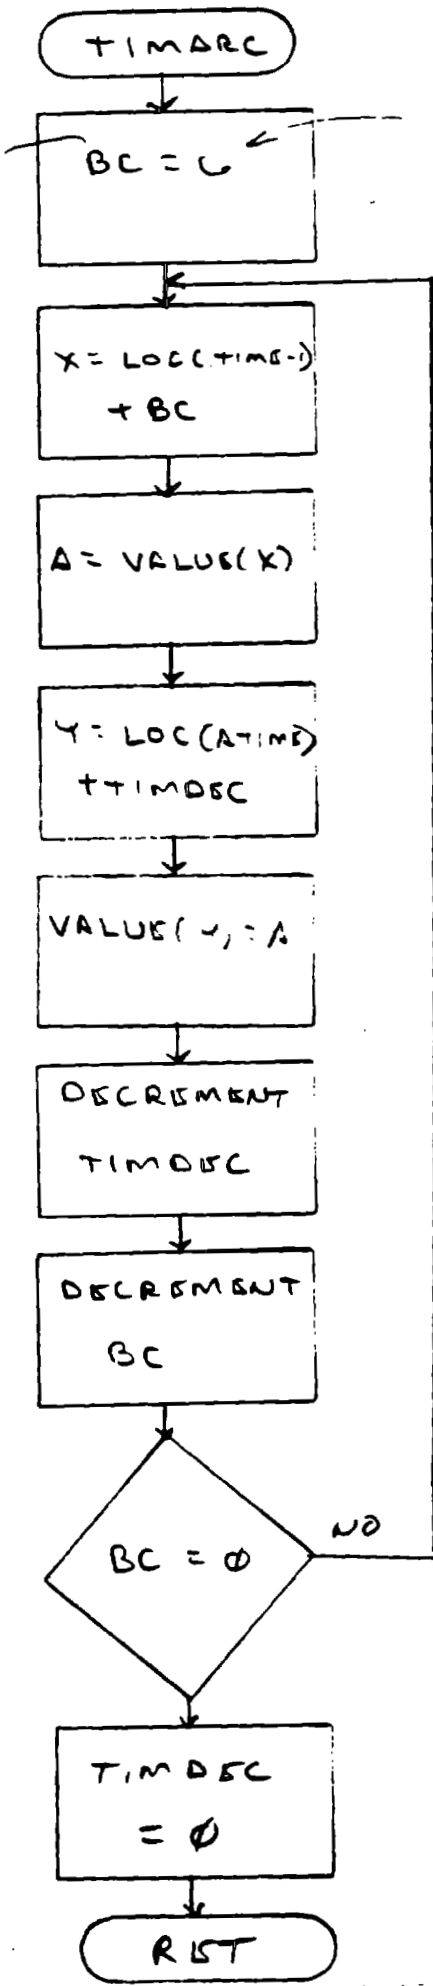 TIMARC
BC = 6
X = LOC(TIME-1)
+ BC
A = VALUE(X)
Y = LOC(ATIME)
+ TIMDEC
VALUE(Y) = A
DECREMENT
TIMDEC
DECREMENT
BC
BC = Ø
NO
TIMDEC
= Ø
RET